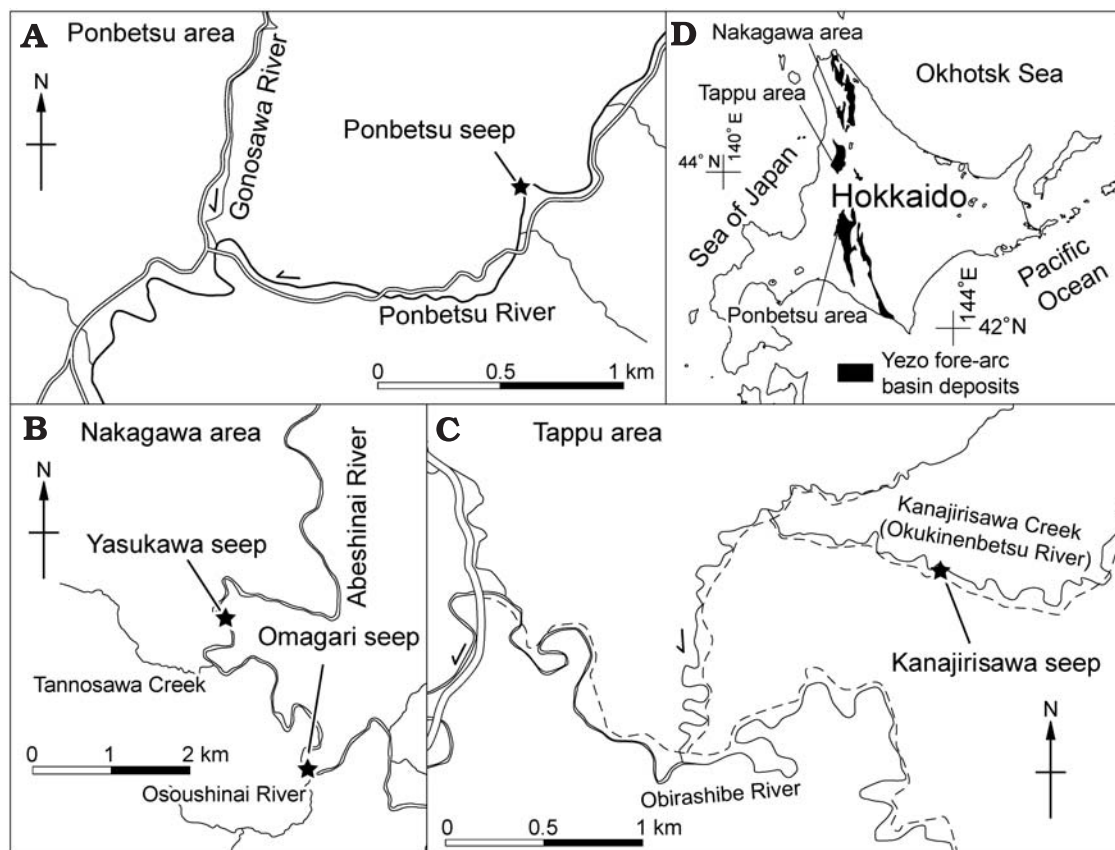 A
Ponbetsu area
N
Gonosawa River
Ponbetsu seep
Ponbetsu River
0 0.5 1 km
D
Nakagawa area
Okhotsk Sea
Tappu area
140° E
44° N
Sea of Japan
Hokkaido
Pacific
Ocean
144° E
42° N
Ponbetsu area
Yezo fore-arc
basin deposits
B
Nakagawa area
N
Abeshinai River
Yasukawa seep
Omagari seep
Tannosawa Creek
0 1 2 km
Osoushinai River
C
Tappu area
Kanajirisawa Creek
(Okukinenbetsu River)
Kanajirisawa seep
N
Obirashibe River
0 0.5 1 km